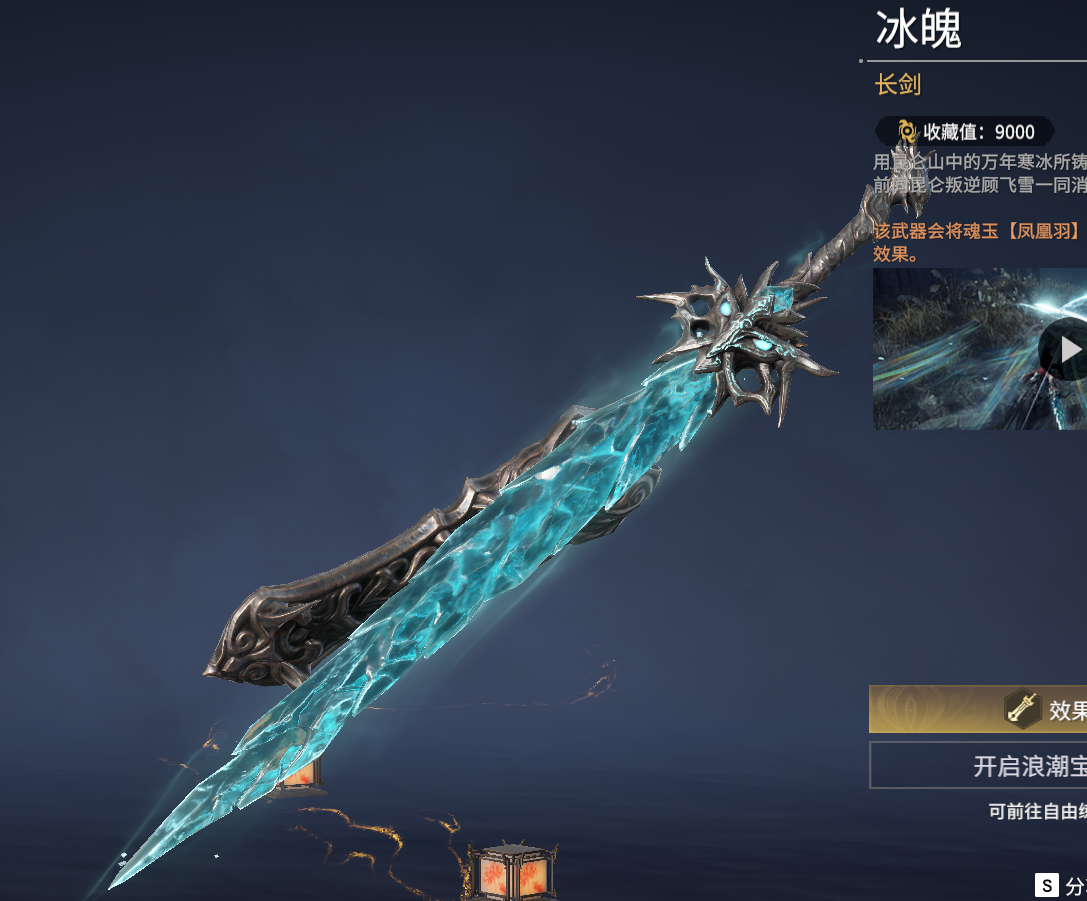 冰魄
长剑
收藏值：9000
用昆仑山中的万年寒冰所铸
前有昆仑叛逆顾飞雪一同消
该武器会将魂玉【凤凰羽】
效果。
效果
开启浪潮宝
可前往自由练
S 分